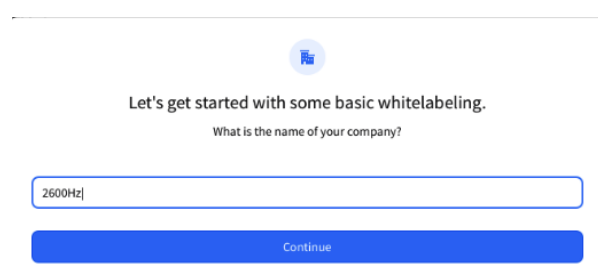 Let's get started with some basic whitelabeling.
What is the name of your company?
2600Hz
Continue